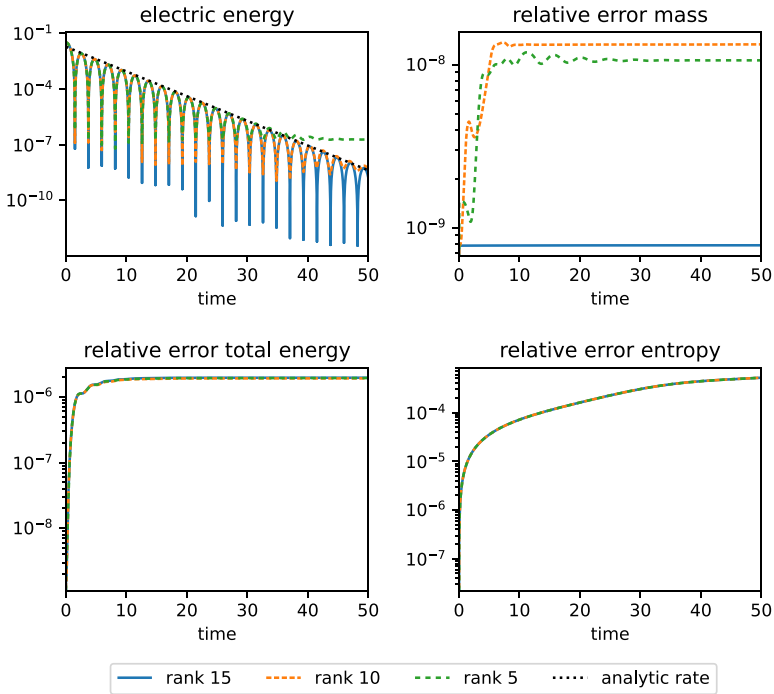 electric energy
relative error mass
10⁻¹
10⁻⁴
10⁻⁷
10⁻¹⁰
10⁻⁸
10⁻⁹
0 10 20 30 40 50
0 10 20 30 40 50
time
time
relative error total energy
relative error entropy
10⁻⁶
10⁻⁷
10⁻⁸
10⁻⁴
10⁻⁵
10⁻⁶
10⁻⁷
0 10 20 30 40 50
0 10 20 30 40 50
time
time
rank 15 rank 10 rank 5 analytic rate